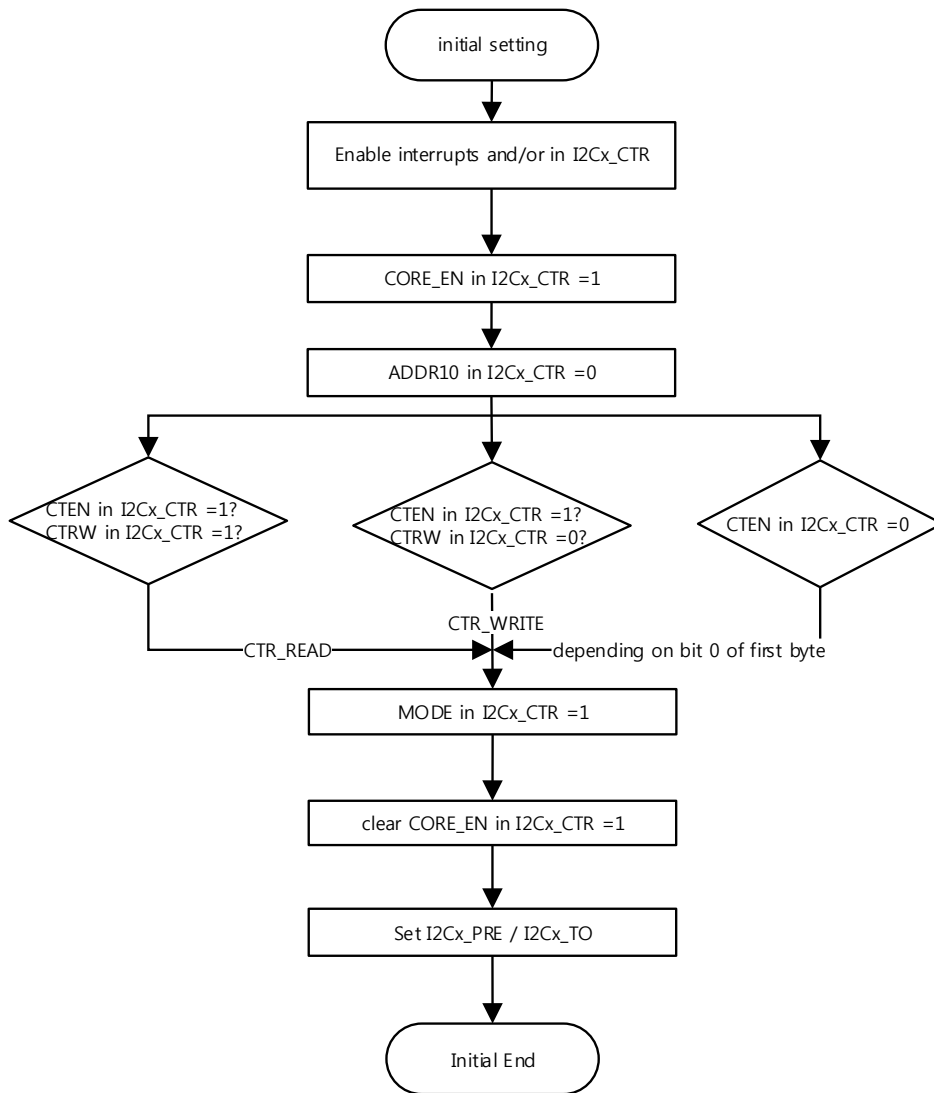 initial setting
Enable interrupts and/or in I2Cx_CTR
CORE_EN in I2Cx_CTR =1
ADDR10 in I2Cx_CTR =0
CTEN in I2Cx_CTR =1?
CTRW in I2Cx_CTR =1?
CTEN in I2Cx_CTR =1?
CTRW in I2Cx_CTR =0?
CTEN in I2Cx_CTR =0
CTR_WRITE
CTR_READ
depending on bit 0 of first byte
MODE in I2Cx_CTR =1
clear CORE_EN in I2Cx_CTR =1
Set I2Cx_PRE / I2Cx_TO
Initial End